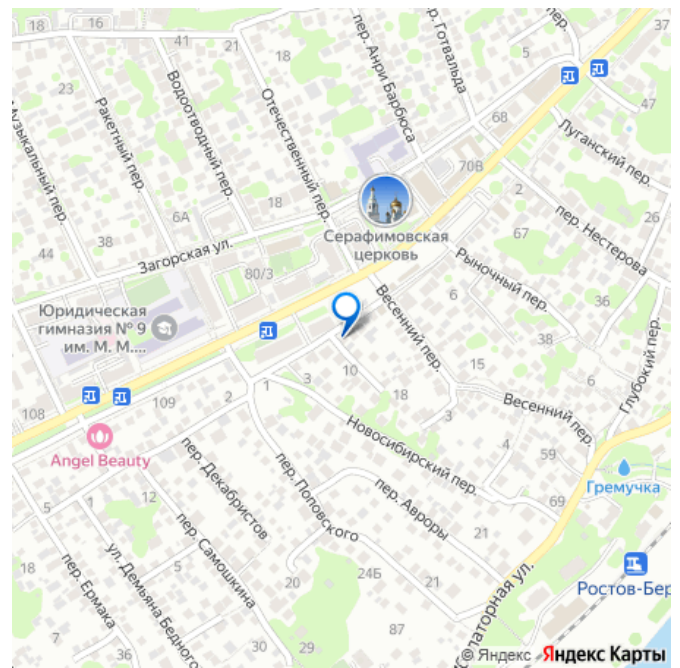 18
16
41
21
18
37
пер. Готвальда
5
23
пер. Анри Барбюса
47
Ракетный пер.
Водоотводный пер.
Отечественный пер.
68
Луганский пер.
Музыкальный пер.
70В
2
6А
18
26
пер. Нестерова
Серафимовская
церковь
67
38
44
Загорская ул.
80/3
Рыночный пер.
Юридическая
гимназия № 9
им. М. М....
Весенний пер.
6
36
38
Глубокий пер.
15
6
3
10
18
108
109
2
1
3
Весенний пер.
Новосибирский пер.
4
59
Angel Beauty
Гремучка
69
пер. Декабристов
пер. Поповского
пер. Авроры
5
1
12
21
21
пер. Самошкина
ул. Демьяна Бедного
пер. Ермака
20
24Б
Ростов-Бер
87
36
30
29
латорная ул.
© Яндекс Яндекс Карты